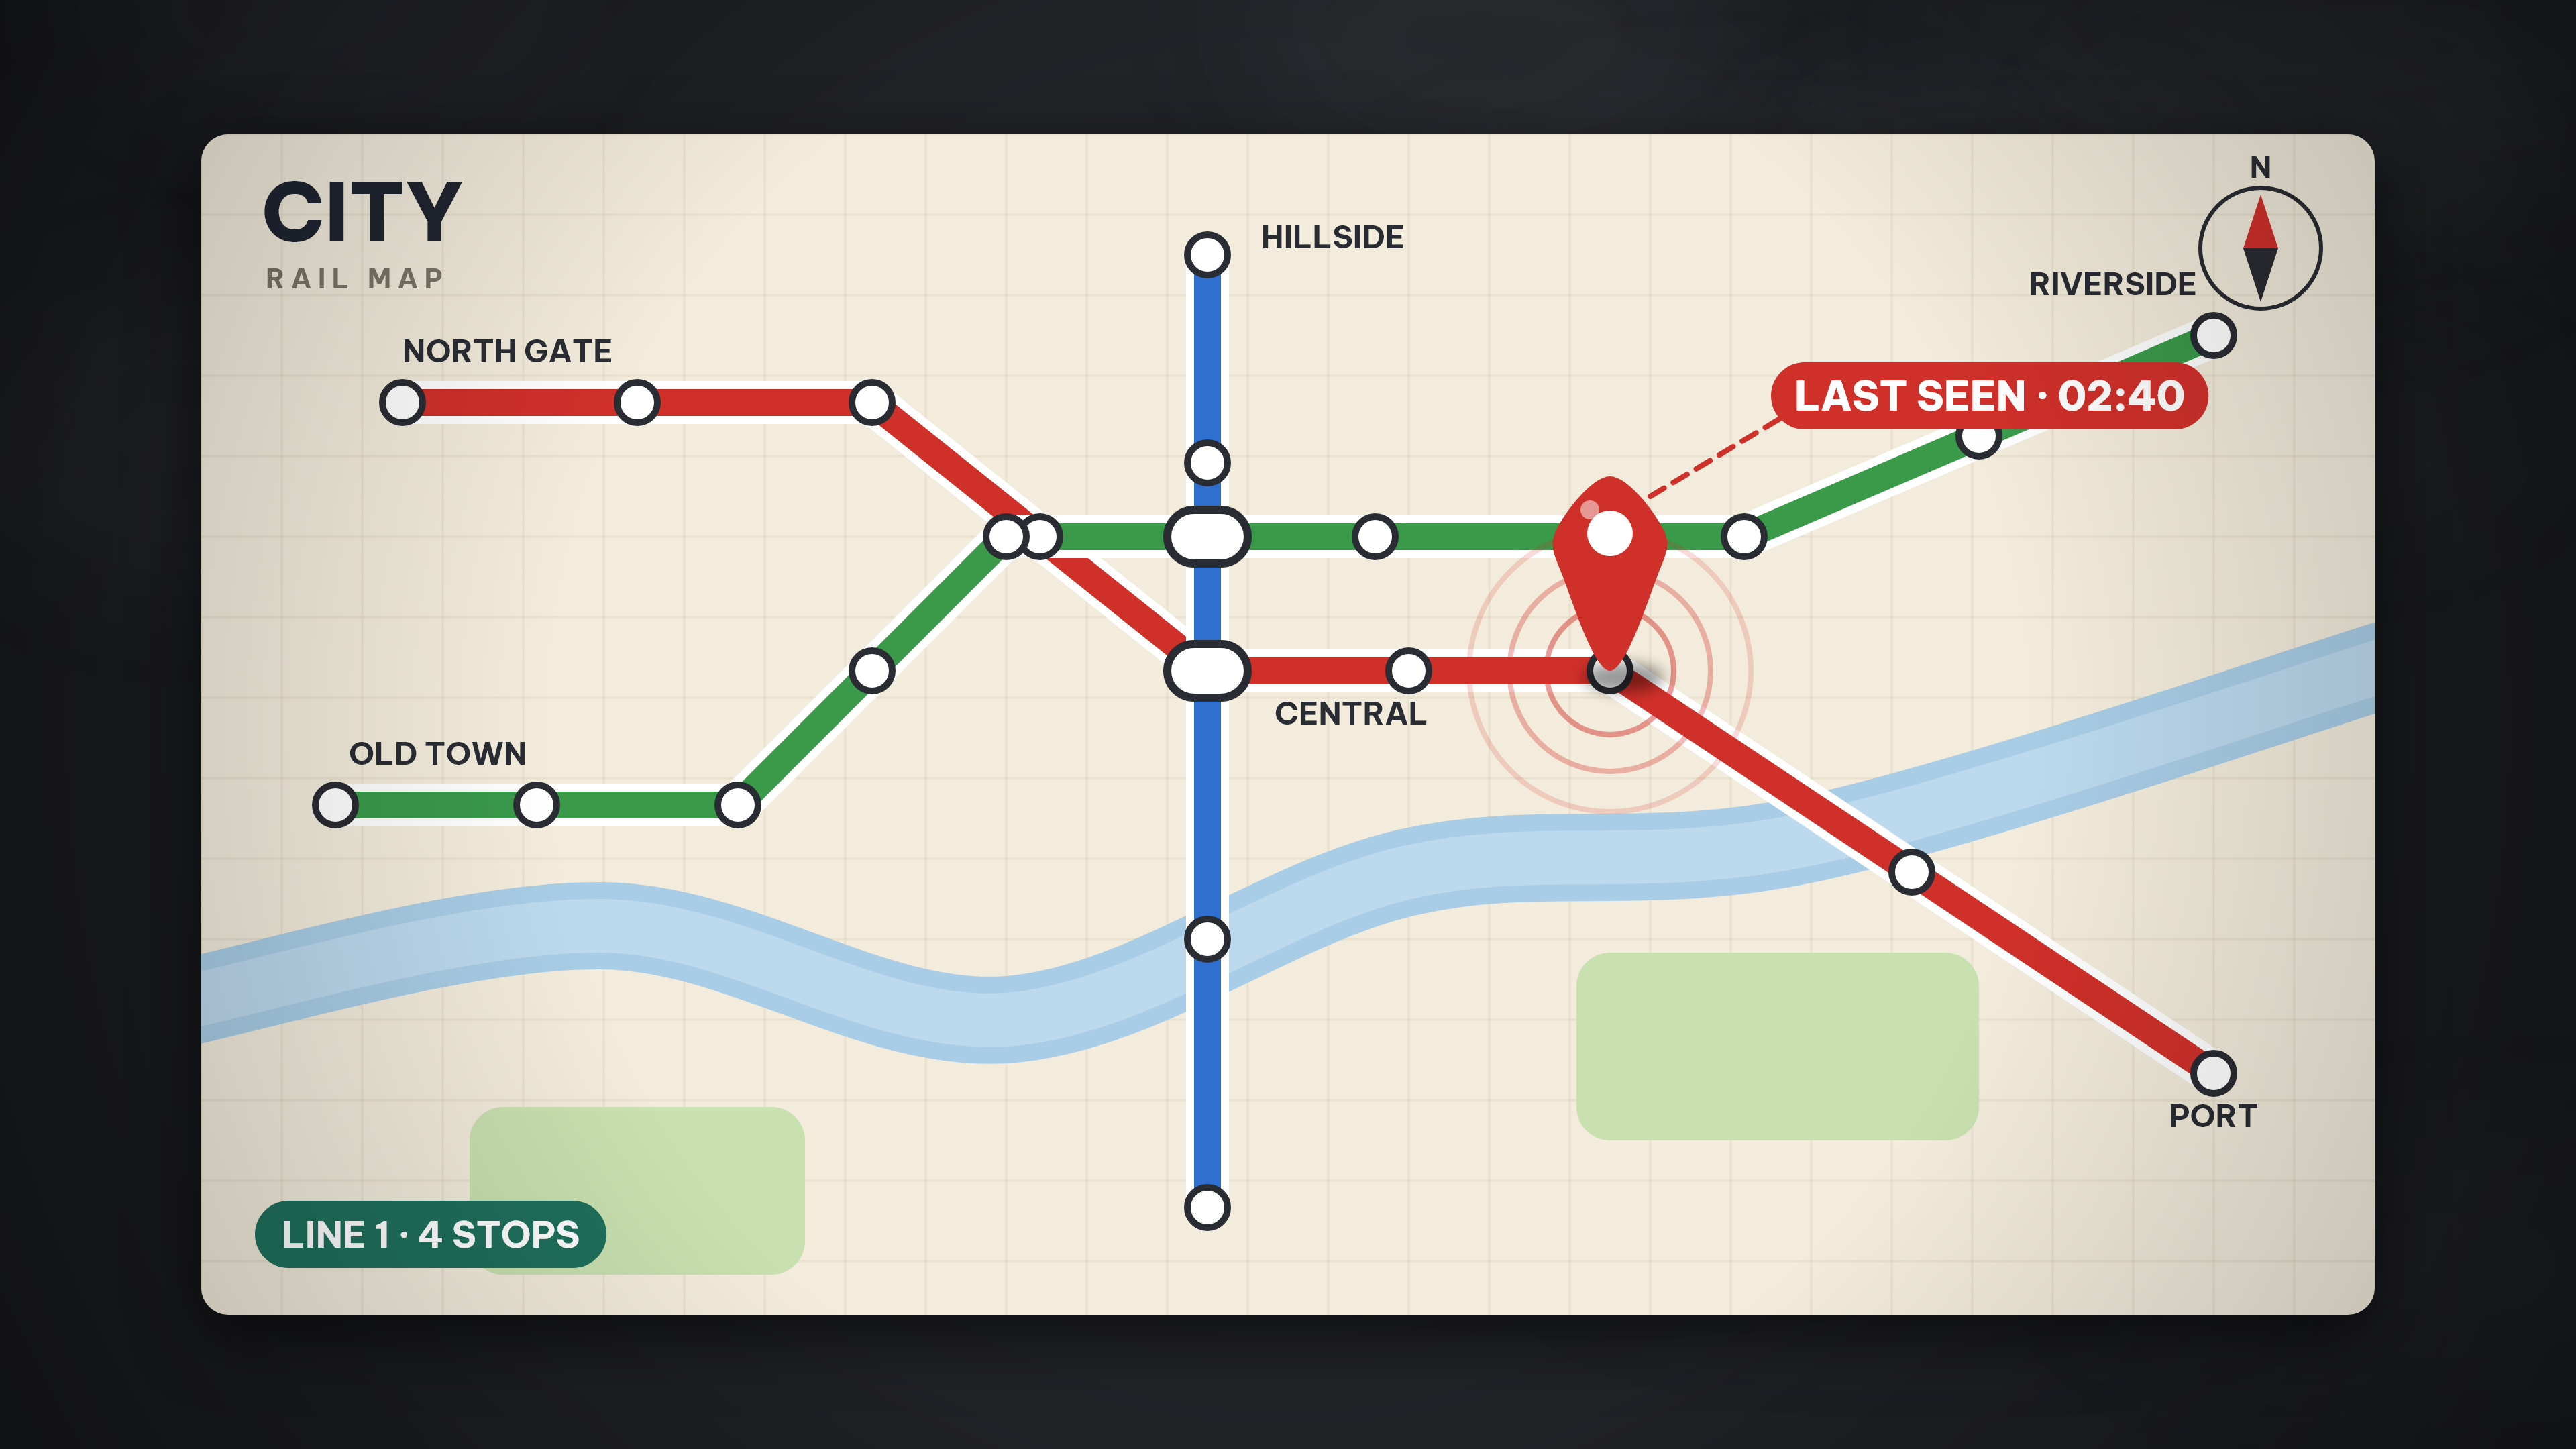 CITY
RAIL MAP
N
HILLSIDE
RIVERSIDE
NORTH GATE
LAST SEEN · 02:40
CENTRAL
OLD TOWN
PORT
LINE 1 · 4 STOPS